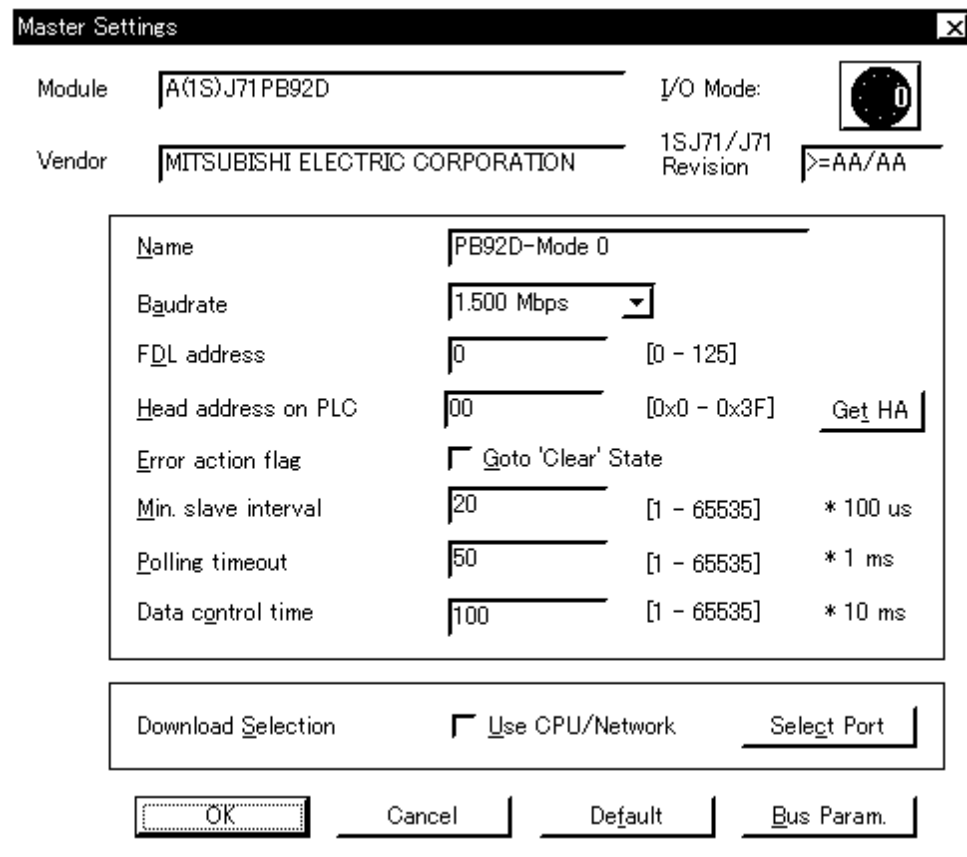 Master Settings
Module A(1S)J71PB92D I/O Mode: 0
Vendor MITSUBISHI ELECTRIC CORPORATION 1SJ71/J71 Revision >=AA/AA
Name PB92D-Mode 0
Baudrate 1.500 Mbps
FDL address 0 [0 - 125]
Head address on PLC 00 [0x0 - 0x3F] Get HA
Error action flag Goto 'Clear' State
Min. slave interval 20 [1 - 65535] * 100 us
Polling timeout 50 [1 - 65535] * 1 ms
Data control time 100 [1 - 65535] * 10 ms
Download Selection Use CPU/Network Select Port
OK Cancel Default Bus Param.